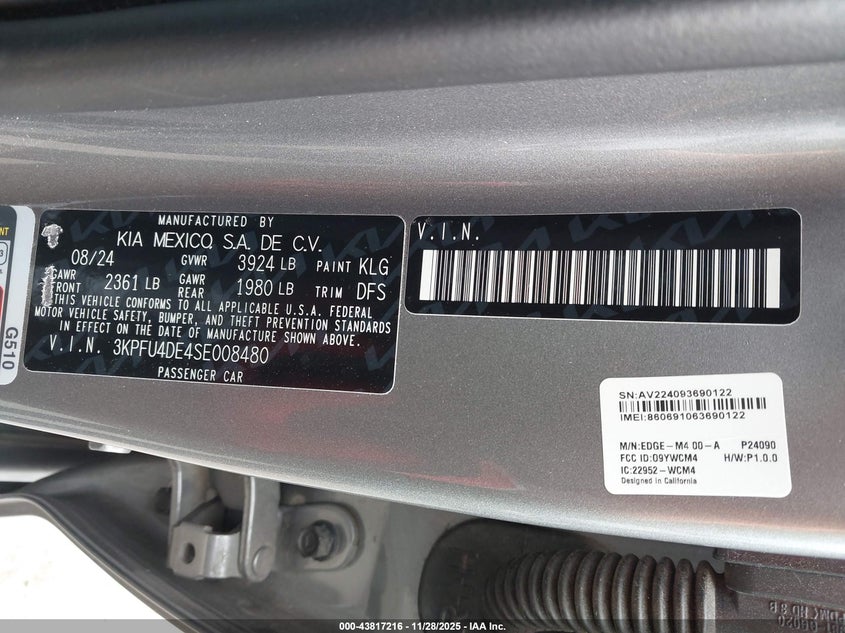 MANUFACTURED BY
KIA MEXICO, S.A. DE C.V.
08/24 GVWR 3924 LB PAINT KLG
GAWR FRONT 2361 LB GAWR REAR 1980 LB TRIM DFS
THIS VEHICLE CONFORMS TO ALL APPLICABLE U.S.A. FEDERAL
MOTOR VEHICLE SAFETY, BUMPER, AND THEFT PREVENTION STANDARDS
IN EFFECT ON THE DATE OF MANUFACTURE SHOWN ABOVE.
V.I.N. 3KPFU4DE4SE008480
PASSENGER CAR
G510
V.I.N.
SN:AV224093690122
IMEI:860691063690122
M/N:EDGE-M4 00-A P24090
FCC ID:09YWCM4 H/W:P1.0.0
IC:22952-WCM4
Designed in California
000-43817216 - 11/28/2025 - IAA Inc.